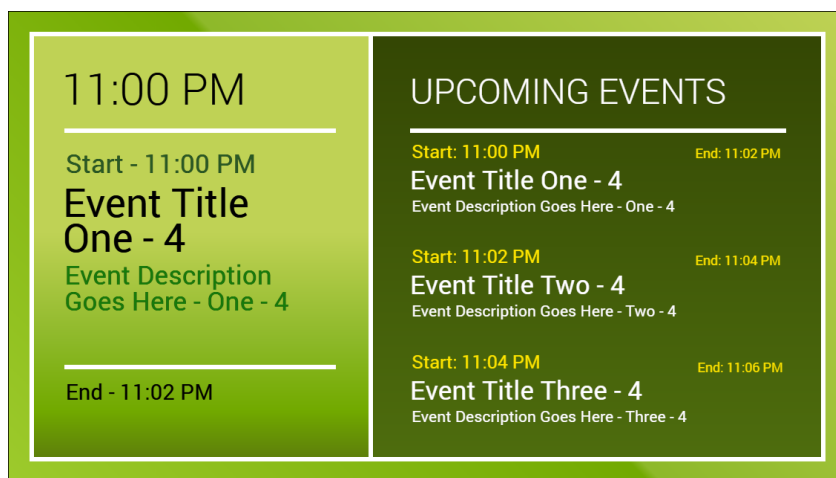 11:00 PM
Start - 11:00 PM
Event Title
One - 4
Event Description
Goes Here - One - 4
End - 11:02 PM
UPCOMING EVENTS
Start: 11:00 PM
End: 11:02 PM
Event Title One - 4
Event Description Goes Here - One - 4
Start: 11:02 PM
End: 11:04 PM
Event Title Two - 4
Event Description Goes Here - Two - 4
Start: 11:04 PM
End: 11:06 PM
Event Title Three - 4
Event Description Goes Here - Three - 4